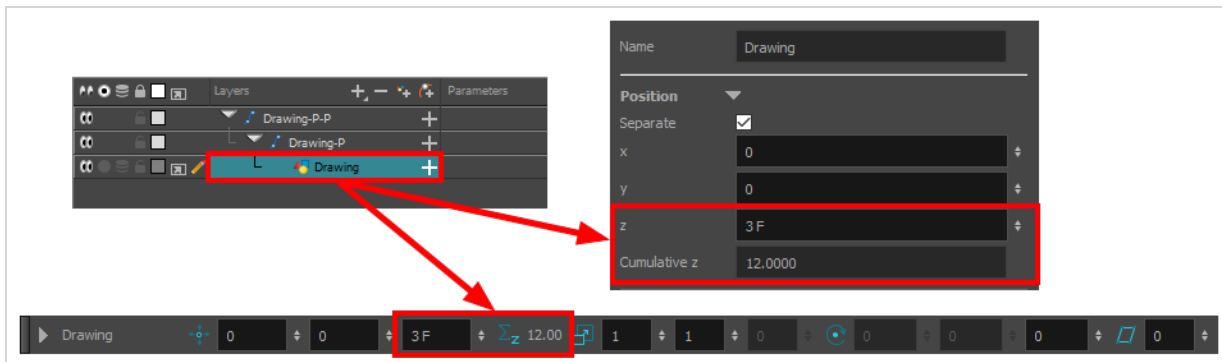 Layers
Parameters
Drawing-P-P
Drawing-P
Drawing
Name Drawing
Position
Separate
x 0
y 0
z 3 F
Cumulative z 12.0000
Drawing 0 0 3 F Σz 12.00 1 1 0 0 0 0 0